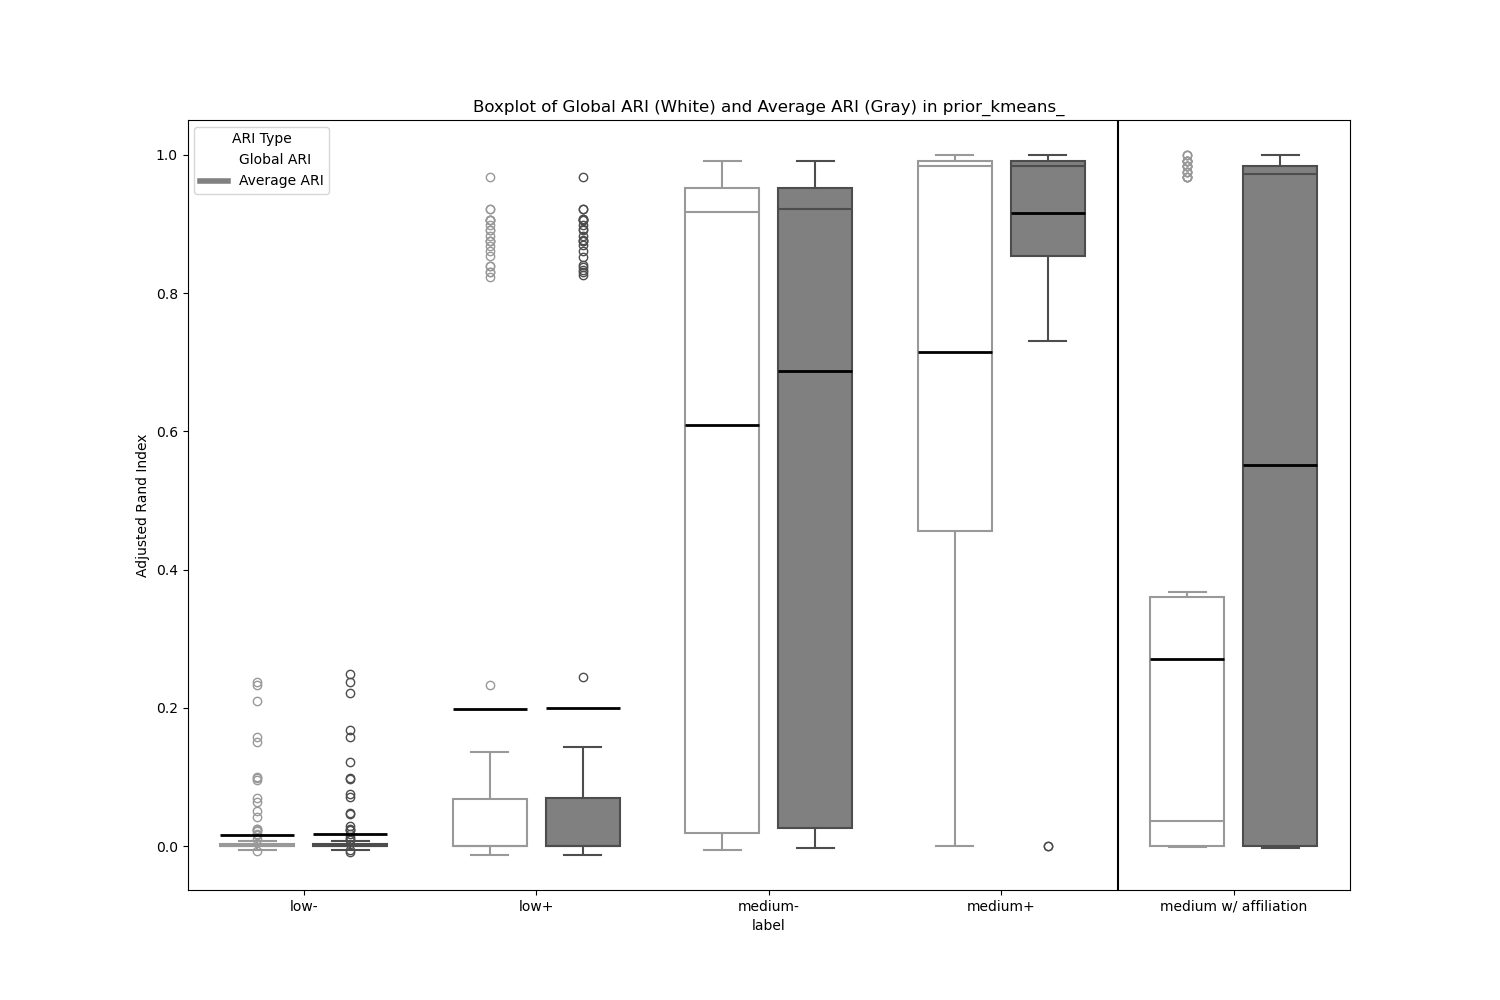 Boxplot of Global ARI (White) and Average ARI (Gray) in prior_kmeans_
ARI Type
Global ARI
Average ARI
1.0
0.8
0.6
0.4
0.2
0.0
Adjusted Rand Index
low-
low+
medium-
medium+
medium w/ affiliation
label